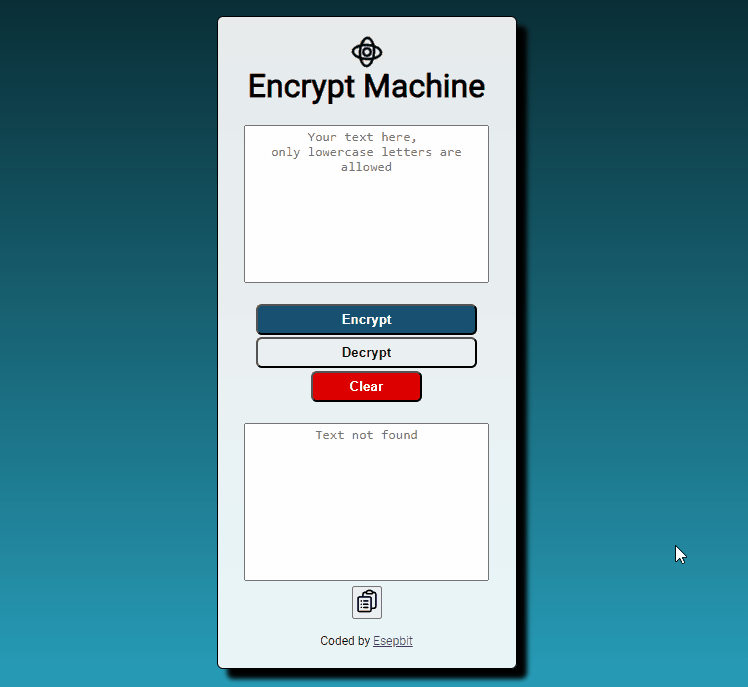 Encrypt Machine
Your text here,
only lowercase letters are
allowed
Encrypt
Decrypt
Clear
Text not found
Coded by Esepbit